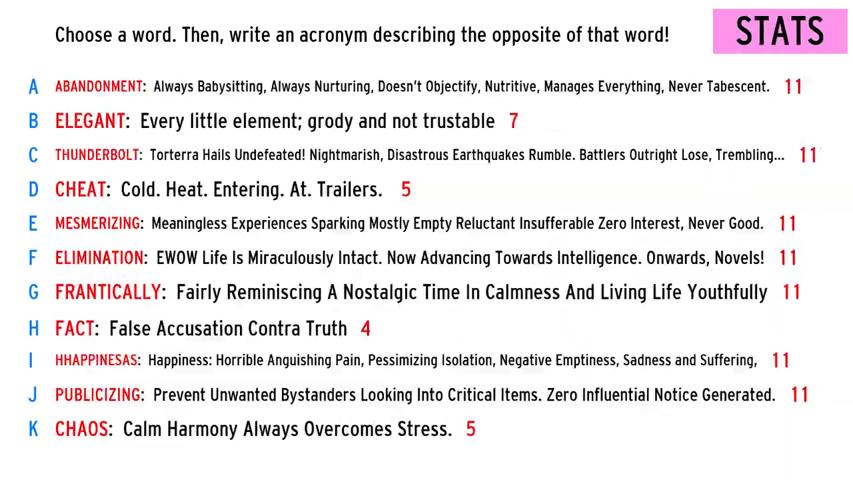 Choose a word. Then, write an acronym describing the opposite of that word! STATS
A ABANDONMENT: Always Babysitting, Always Nurturing, Doesn't Objectify, Nutritive, Manages Everything, Never Tabescent. 11
B ELEGANT: Every little element; grody and not trustable 7
C THUNDERBOLT: Torterra Hails Undefeated! Nightmarish, Disastrous Earthquakes Rumble. Battlers Outright Lose, Trembling... 11
D CHEAT: Cold. Heat. Entering. At. Trailers. 5
E MESMERIZING: Meaningless Experiences Sparking Mostly Empty Reluctant Insufferable Zero Interest, Never Good. 11
F ELIMINATION: EWOW Life Is Miraculously Intact. Now Advancing Towards Intelligence. Onwards, Novels! 11
G FRANTICALLY: Fairly Reminiscing A Nostalgic Time In Calmness And Living Life Youthfully 11
H FACT: False Accusation Contra Truth 4
I HHAPPINESAS: Happiness: Horrible Anguishing Pain, Pessimizing Isolation, Negative Emptiness, Sadness and Suffering, 11
J PUBLICIZING: Prevent Unwanted Bystanders Looking Into Critical Items. Zero Influential Notice Generated. 11
K CHAOS: Calm Harmony Always Overcomes Stress. 5